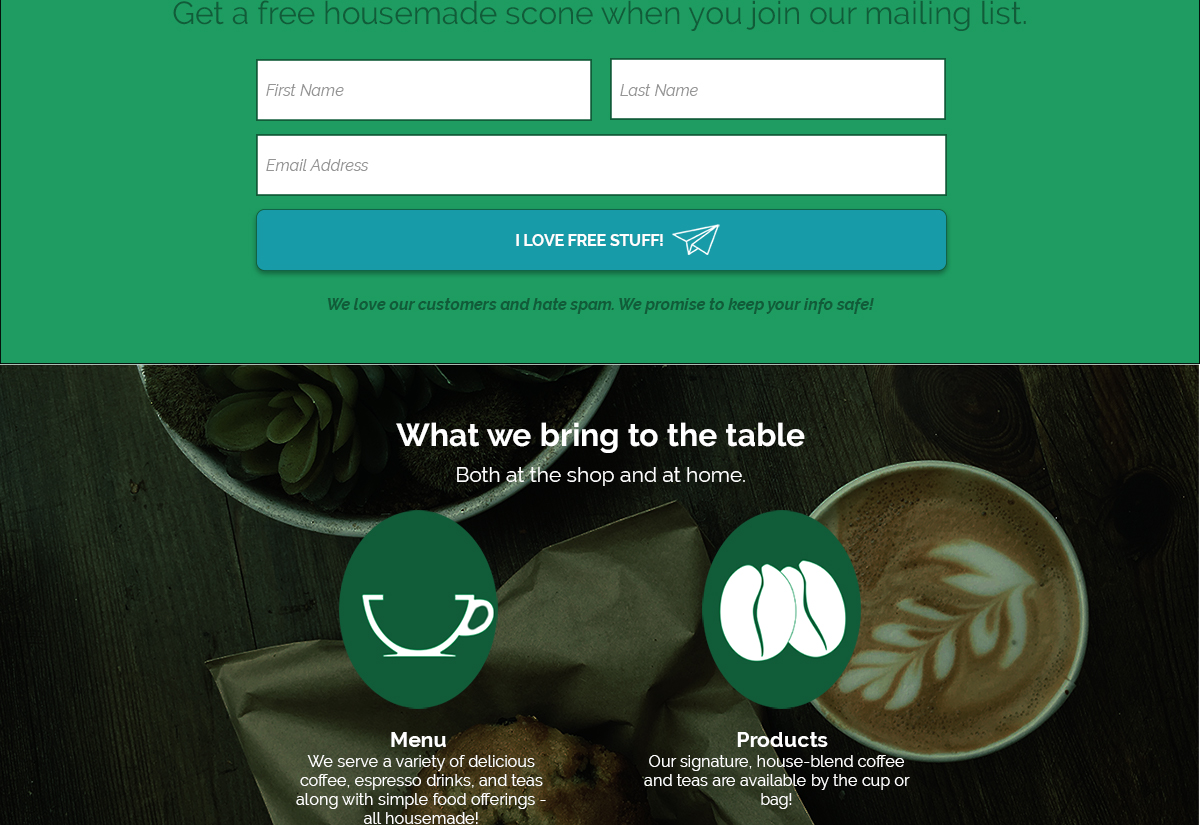 Get a free housemade scone when you join our mailing list.
First Name
Last Name
Email Address
I LOVE FREE STUFF!
We love our customers and hate spam. We promise to keep your info safe!
What we bring to the table
Both at the shop and at home.
Menu
We serve a variety of delicious
coffee, espresso drinks, and teas
along with simple food offerings -
all housemade!
Products
Our signature, house-blend coffee
and teas are available by the cup or
bag!